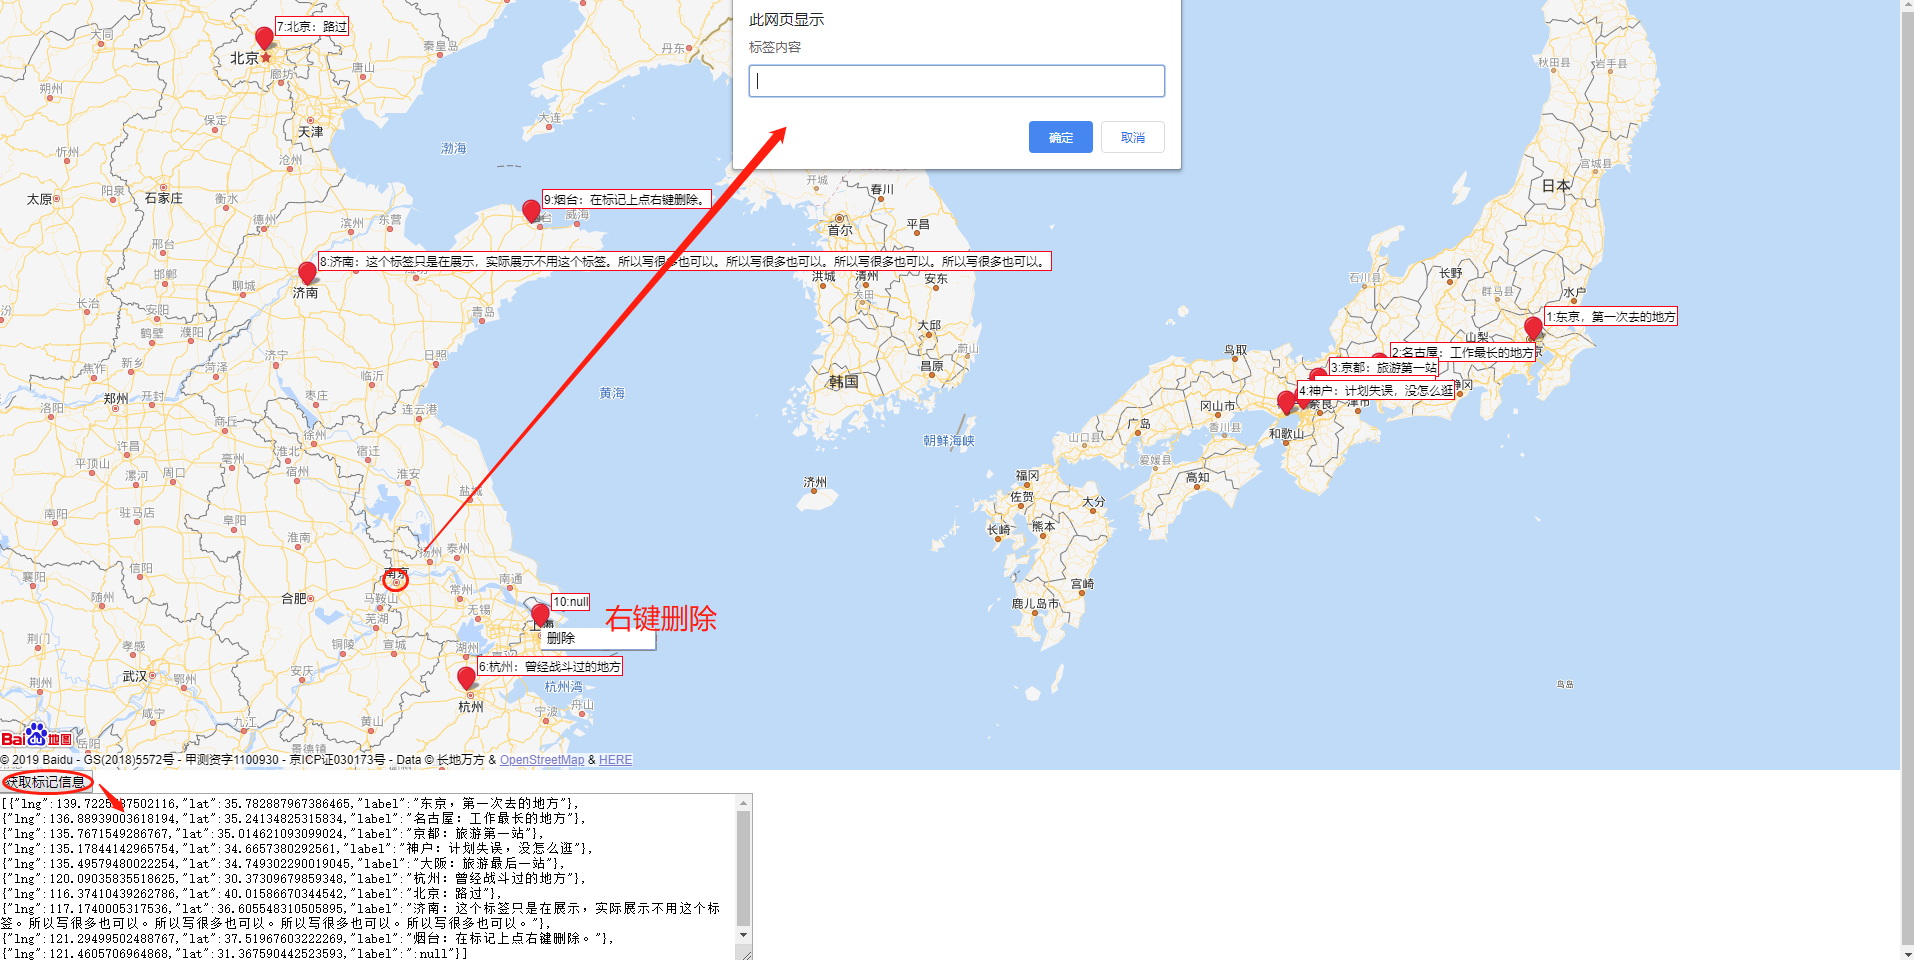 此网页显示
标签内容
确定
取消
7:北京：路过
9:烟台：在标记上点右键删除。
8:济南：这个标签只是在展示，实际展示不用这个标签。所以写很多也可以。所以写很多也可以。所以写很多也可以。所以写很多也可以。
1:东京，第一次去的地方
2:名古屋：工作最长的地方
3:京都：旅游第一站
4:神户：计划失误，没怎么逛
10:null
右键删除
删除
6:杭州：曾经战斗过的地方
大同
秦皇岛
丹东
北京
唐山
廊坊
朔州
保定
天津
大连
渤海
忻州
沧州
阳泉
石家庄
太原
衡水
德州
滨州
东营
威海
邢台
邯郸
聊城
济南
长治
安阳
鹤壁
濮阳
青岛
新乡
菏泽
济宁
日照
焦作
临沂
郑州
开封
枣庄
洛阳
商丘
连云港
黄海
许昌
徐州
平顶山
漯河
周口
亳州
淮北
宿州
宿迁
淮安
盐城
南阳
驻马店
阜阳
淮南
扬州
泰州
南京
襄阳
信阳
合肥
马鞍山
常州
南通
随州
芜湖
无锡
荆门
孝感
铜陵
宣城
湖州
武汉
鄂州
安庆
荆州
杭州湾
杭州
舟山
宁波
咸宁
九江
黄山
岳阳
景德镇
开城
春川
首尔
平昌
洪城
清州
安东
大田
大邱
蔚山
昌原
韩国
济州
朝鲜海峡
秋田县
岩手县
宫城县
日本
石川县
长野
群马县
水户
山梨
鸟取
静冈
津市
奈良
冈山市
香川县
和歌山
广岛
山口县
爱媛县
高知
福冈
佐贺
大分
长崎
熊本
宫崎
鹿儿岛市
鸟岛
Bai du 地图
© 2019 Baidu - GS(2018)5572号 - 甲测资字1100930 - 京ICP证030173号 - Data © 长地万方 & OpenStreetMap & HERE
获取标记信息
"lat":35.782887967386465,"label":"东京，第一次去的地方"},
{"lng":136.88939003618194,"lat":35.24134825315834,"label":"名古屋：工作最长的地方"},
{"lng":135.7671549286767,"lat":35.014621093099024,"label":"京都：旅游第一站"},
{"lng":135.17844142965754,"lat":34.6657380292561,"label":"神户：计划失误，没怎么逛"},
{"lng":135.49579480022254,"lat":34.749302290019045,"label":"大阪：旅游最后一站"},
{"lng":120.09035835518625,"lat":30.37309679859348,"label":"杭州：曾经战斗过的地方"},
{"lng":116.37410439262786,"lat":40.01586670344542,"label":"北京：路过"},
{"lng":117.1740005317536,"lat":36.605548310505895,"label":"济南：这个标签只是在展示，实际展示不用这个标
签。所以写很多也可以。所以写很多也可以。所以写很多也可以。所以写很多也可以。"},
{"lng":121.29499502488767,"lat":37.51967603222269,"label":"烟台：在标记上点右键删除。"},
{"lng":121.4605706964868,"lat":31.367590442523593,"label":":null"}]